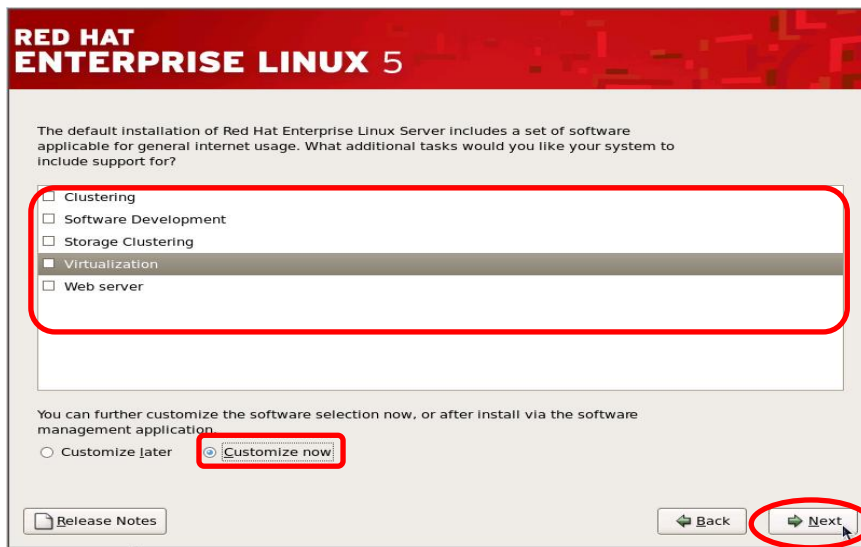 RED HAT
ENTERPRISE LINUX 5
The default installation of Red Hat Enterprise Linux Server includes a set of software
applicable for general internet usage. What additional tasks would you like your system to
include support for?
Clustering
Software Development
Storage Clustering
Virtualization
Web server
You can further customize the software selection now, or after install via the software
management application.
Customize later Customize now
Release Notes Back Next